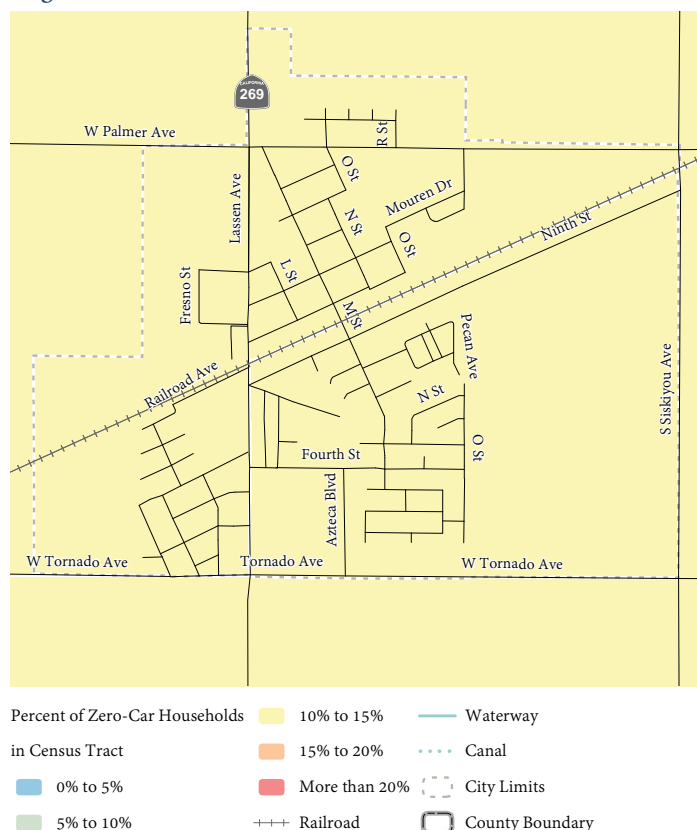 CALIFORNIA
269
W Palmer Ave
R St
O St
Lassen Ave
Mouren Dr
N St
Ninth St
O St
L St
Fresno St
M St
Pecan Ave
S Siskiyou Ave
Railroad Ave
N St
O St
Fourth St
Azteca Blvd
W Tornado Ave
Tornado Ave
W Tornado Ave
Percent of Zero-Car Households
in Census Tract
0% to 5%
5% to 10%
10% to 15%
15% to 20%
More than 20%
Railroad
Waterway
Canal
City Limits
County Boundary